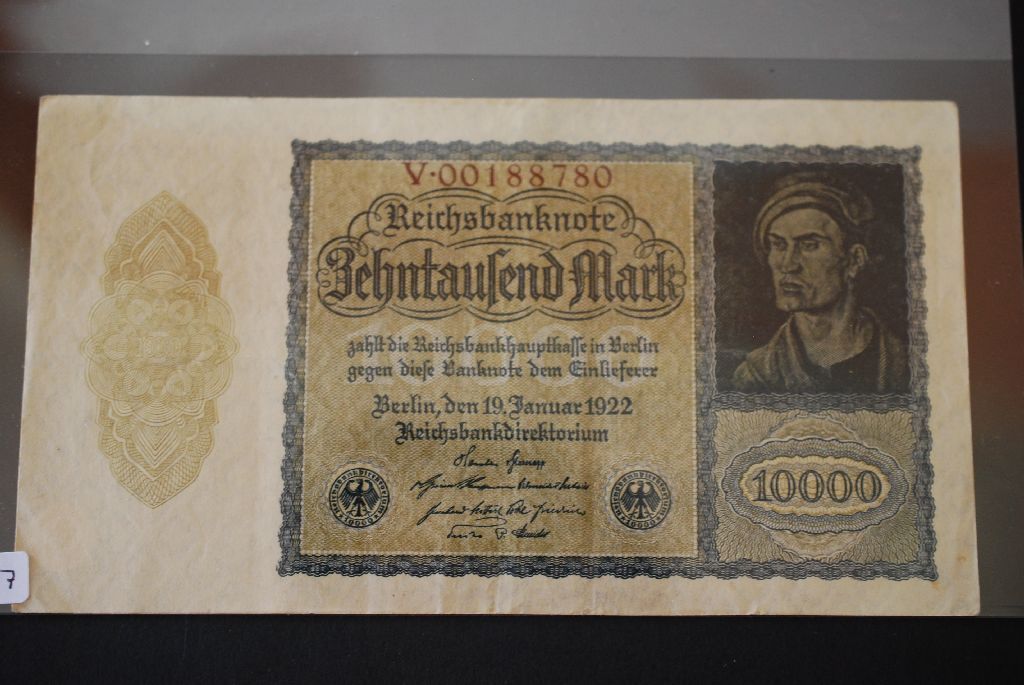 V·00188780
Reichsbanknote
Zehntauſend Mark
zahlt die Reichsbankhauptkaſſe in Berlin
gegen dieſe Banknote dem Einlieferer
Berlin, den 19. Januar 1922
Reichsbankdirektorium
10000
7